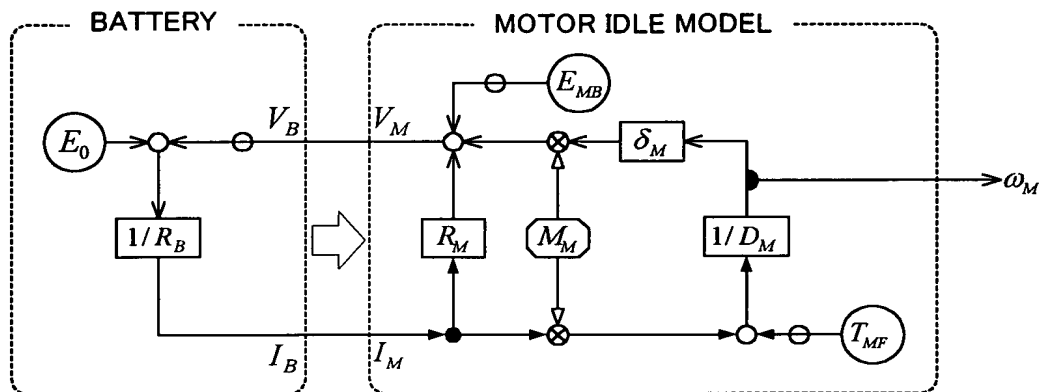 BATTERY
MOTOR IDLE MODEL
E_MB
E_0
V_B
V_M
δ_M
ω_M
1/R_B
R_M
M_M
1/D_M
I_B
I_M
T_MF